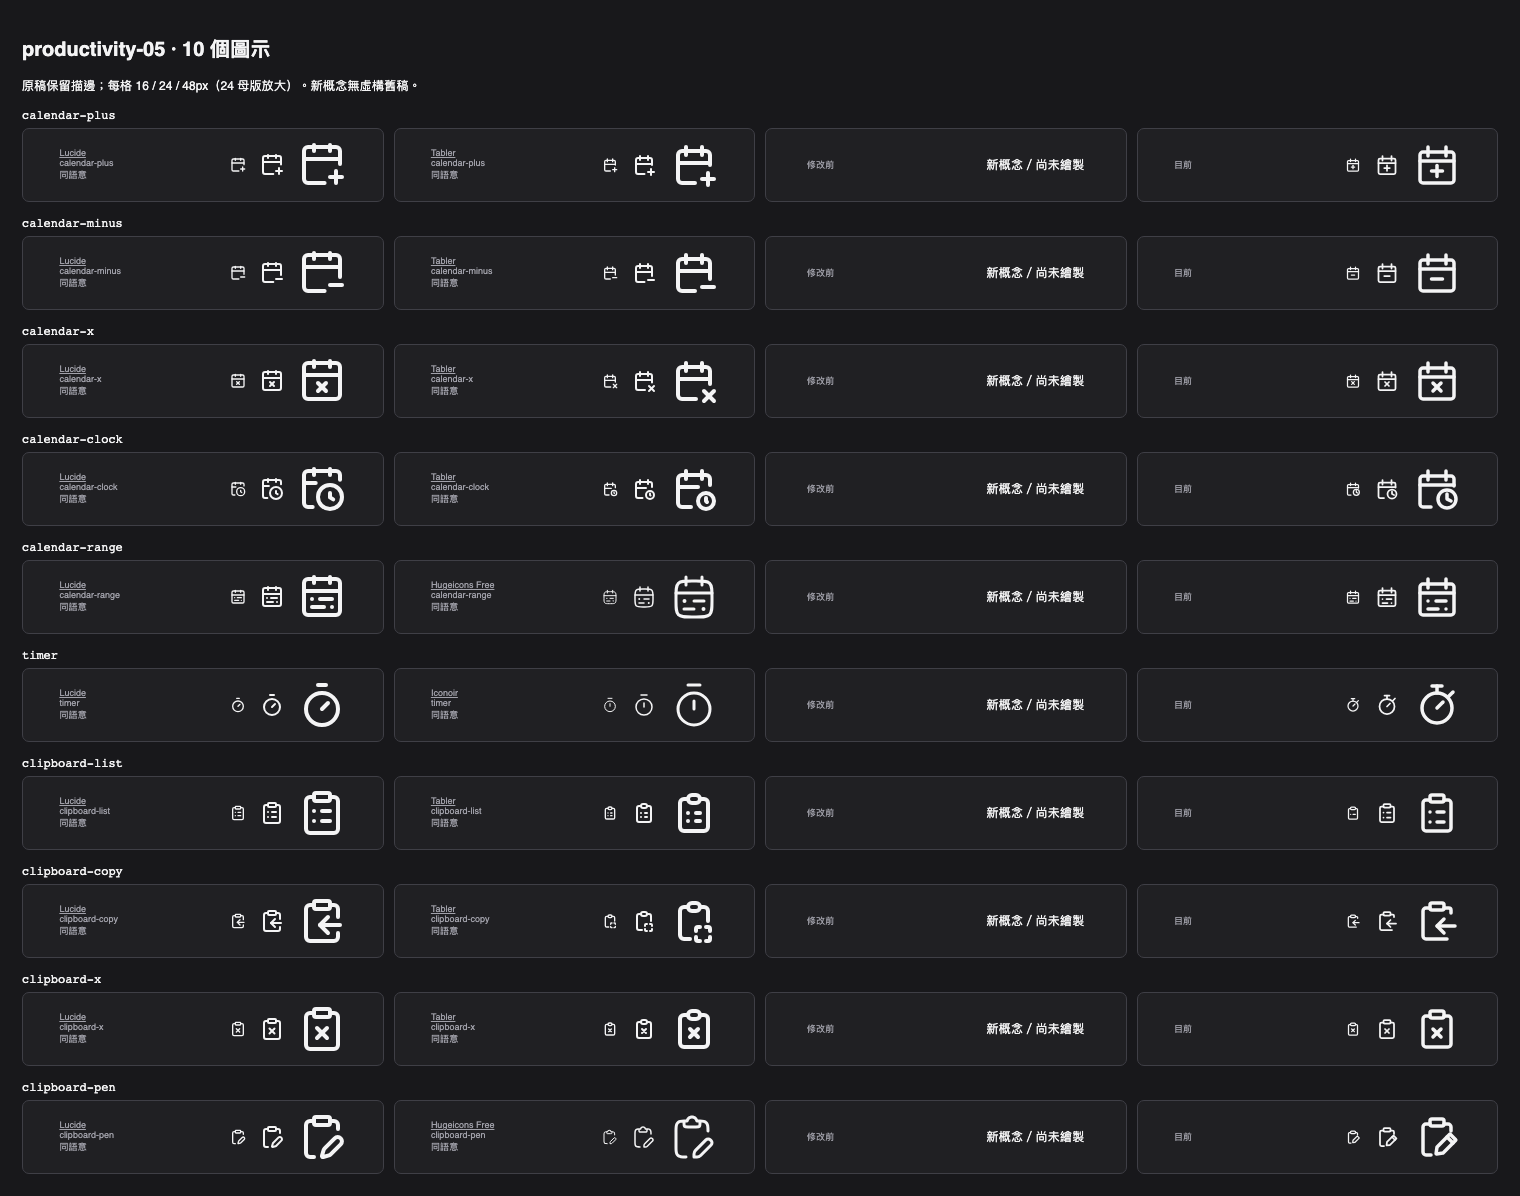 productivity-05 · 10 個圖示
原稿保留描邊；每格 16 / 24 / 48px（24 母版放大）。新概念無虛構舊稿。
calendar-plus
Lucide
calendar-plus
同語意
Tabler
calendar-plus
同語意
修改前
新概念 / 尚未繪製
目前
calendar-minus
Lucide
calendar-minus
同語意
Tabler
calendar-minus
同語意
修改前
新概念 / 尚未繪製
目前
calendar-x
Lucide
calendar-x
同語意
Tabler
calendar-x
同語意
修改前
新概念 / 尚未繪製
目前
calendar-clock
Lucide
calendar-clock
同語意
Tabler
calendar-clock
同語意
修改前
新概念 / 尚未繪製
目前
calendar-range
Lucide
calendar-range
同語意
Hugeicons Free
calendar-range
同語意
修改前
新概念 / 尚未繪製
目前
timer
Lucide
timer
同語意
Iconoir
timer
同語意
修改前
新概念 / 尚未繪製
目前
clipboard-list
Lucide
clipboard-list
同語意
Tabler
clipboard-list
同語意
修改前
新概念 / 尚未繪製
目前
clipboard-copy
Lucide
clipboard-copy
同語意
Tabler
clipboard-copy
同語意
修改前
新概念 / 尚未繪製
目前
clipboard-x
Lucide
clipboard-x
同語意
Tabler
clipboard-x
同語意
修改前
新概念 / 尚未繪製
目前
clipboard-pen
Lucide
clipboard-pen
同語意
Hugeicons Free
clipboard-pen
同語意
修改前
新概念 / 尚未繪製
目前